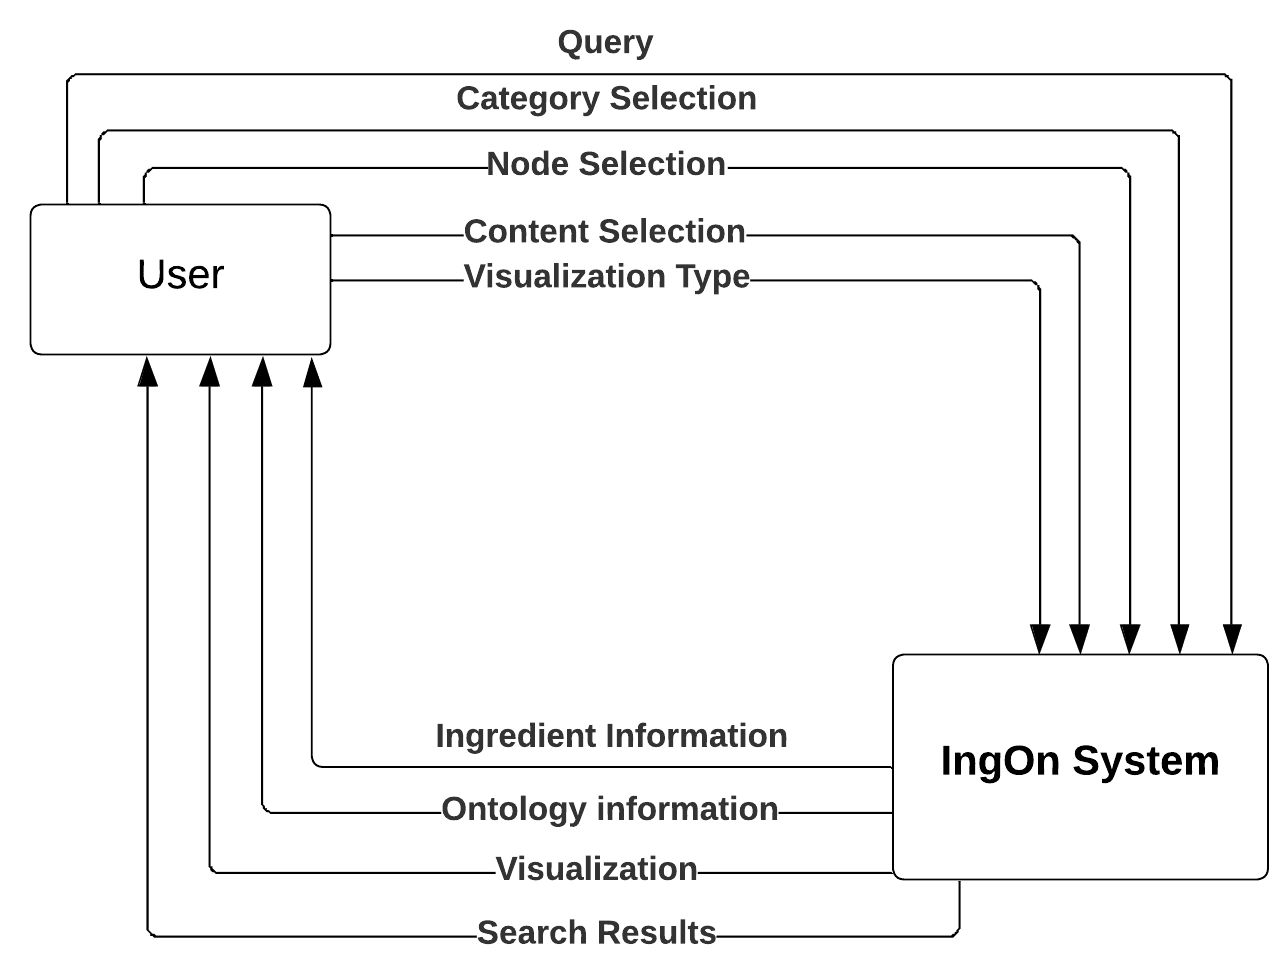 Query
Category Selection
Node Selection
Content Selection
User
Visualization Type
Ingredient Information
IngOn System
Ontology information
Visualization
Search Results